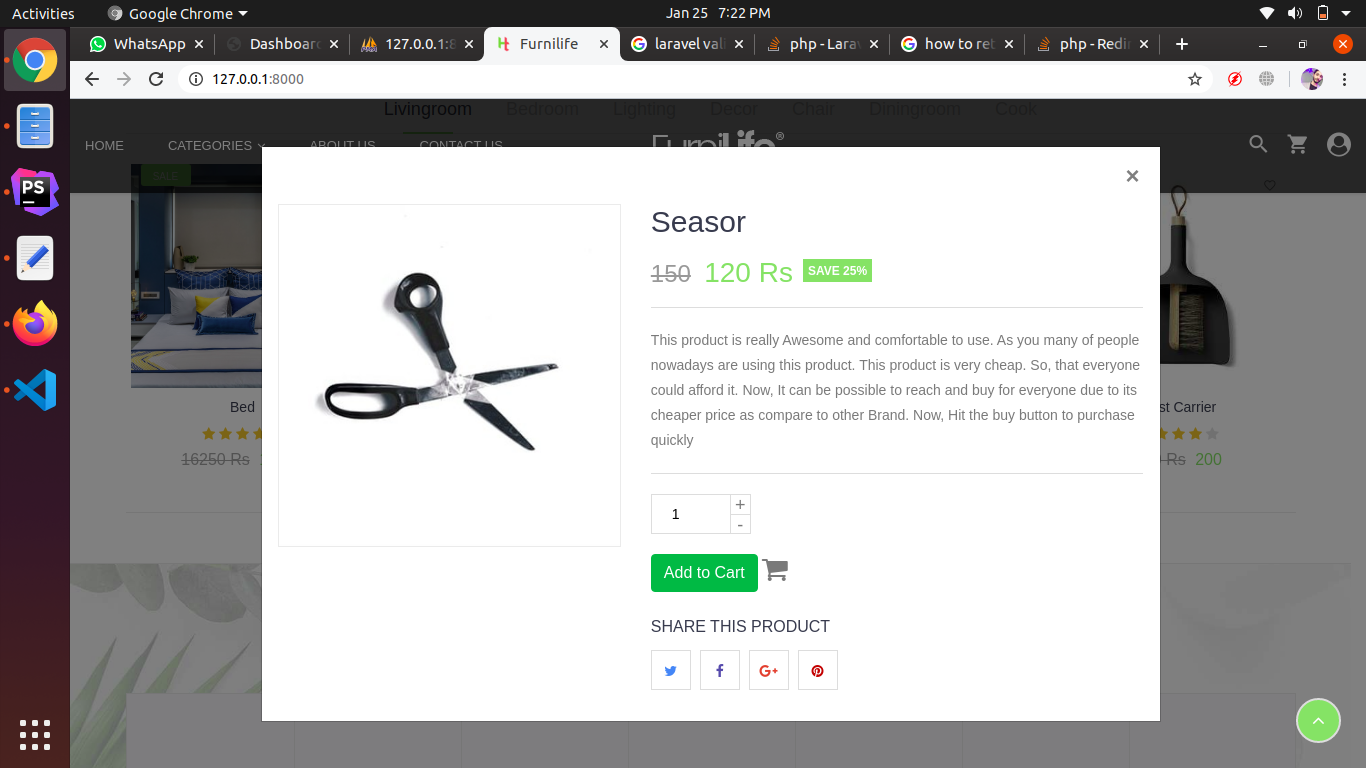 Activities
Google Chrome
Jan 25 7:22 PM
WhatsApp
Dashboar
127.0.0.1:8
Furnilife
laravel vali
php - Larav
how to ret
php - Redir
127.0.0.1:8000
Livingroom Bedroom Lighting Decor Chair Diningroom Cook
HOME CATEGORIES ABOUT US CONTACT US
FurniLife®
SALE
PS
×
Seasor
150 120 Rs SAVE 25%
This product is really Awesome and comfortable to use. As you many of people
nowadays are using this product. This product is very cheap. So, that everyone
could afford it. Now, It can be possible to reach and buy for everyone due to its
cheaper price as compare to other Brand. Now, Hit the buy button to purchase
quickly
1
+
-
Add to Cart
SHARE THIS PRODUCT
Bed
16250 Rs
st Carrier
Rs 200